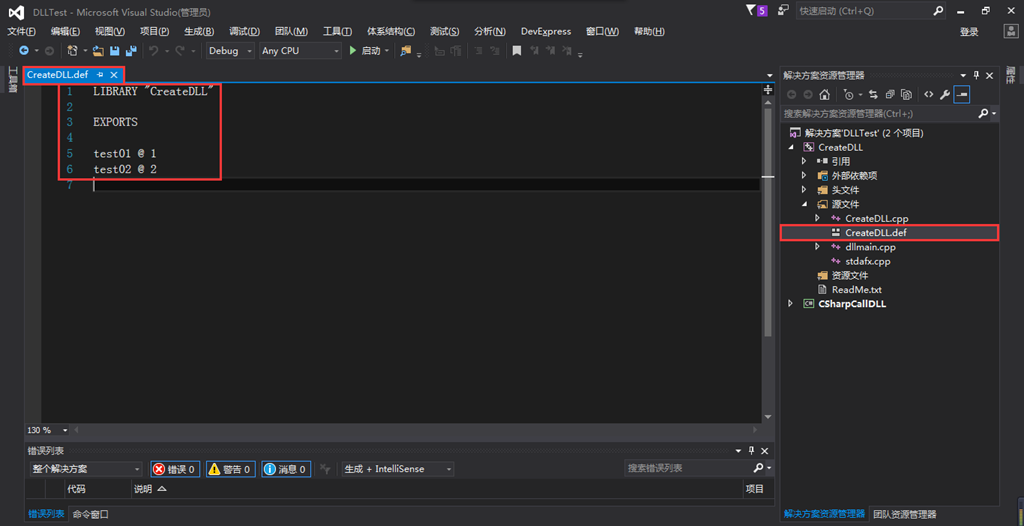 DLLTest - Microsoft Visual Studio(管理员)
5
快速启动 (Ctrl+Q)
文件(F) 编辑(E) 视图(V) 项目(P) 生成(B) 调试(D) 团队(M) 工具(T) 体系结构(C) 测试(S) 分析(N) DevExpress 窗口(W) 帮助(H) 登录
Debug Any CPU 启动
工具箱
CreateDLL.def
1 LIBRARY "CreateDLL"
2
3 EXPORTS
4
5 test01 @ 1
6 test02 @ 2
7
130 %
解决方案资源管理器
搜索解决方案资源管理器(Ctrl+;)
解决方案'DLLTest' (2 个项目)
CreateDLL
引用
外部依赖项
头文件
源文件
CreateDLL.cpp
CreateDLL.def
dllmain.cpp
stdafx.cpp
资源文件
ReadMe.txt
CSharpCallDLL
属性
错误列表
整个解决方案 错误 0 警告 0 消息 0 生成 + IntelliSense 搜索错误列表
代码 说明 项目
错误列表 命令窗口
解决方案资源管理器 团队资源管理器